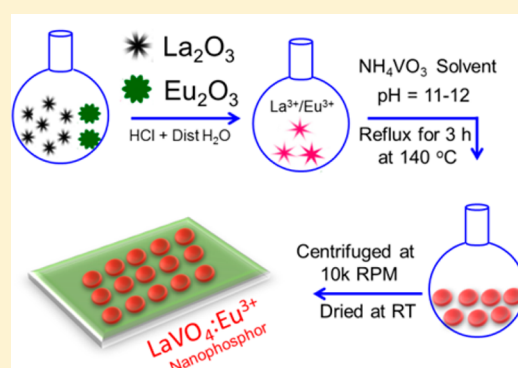 La₂O₃
Eu₂O₃
HCl + Dist H₂O
La³⁺/Eu³⁺
NH₄VO₃ Solvent
pH = 11-12
Reflux for 3 h
at 140 °C
Centrifuged at
10k RPM
Dried at RT
LaVO₄:Eu³⁺
Nanophosphor